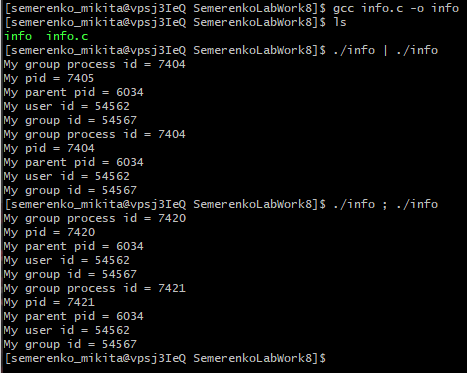 [semerenko_mikita@vpsj3IeQ SemerenkoLabWork8]$ gcc info.c -o info
[semerenko_mikita@vpsj3IeQ SemerenkoLabWork8]$ ls
info  info.c
[semerenko_mikita@vpsj3IeQ SemerenkoLabWork8]$ ./info | ./info
My group process id = 7404
My pid = 7405
My parent pid = 6034
My user id = 54562
My group id = 54567
My group process id = 7404
My pid = 7404
My parent pid = 6034
My user id = 54562
My group id = 54567
[semerenko_mikita@vpsj3IeQ SemerenkoLabWork8]$ ./info ; ./info
My group process id = 7420
My pid = 7420
My parent pid = 6034
My user id = 54562
My group id = 54567
My group process id = 7421
My pid = 7421
My parent pid = 6034
My user id = 54562
My group id = 54567
[semerenko_mikita@vpsj3IeQ SemerenkoLabWork8]$